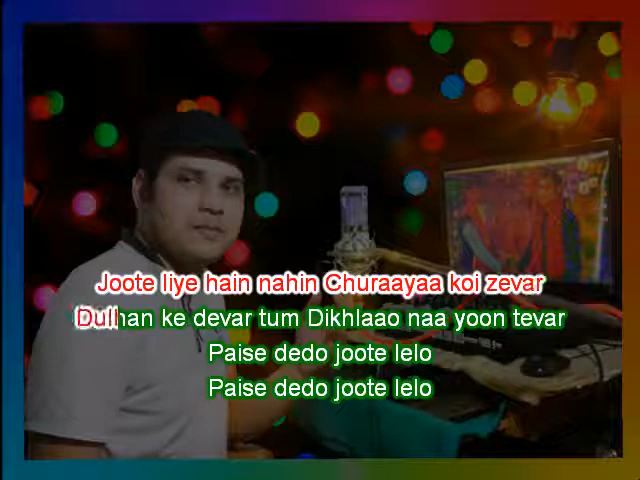 Joote liye hain nahin Churaayaa koi zevar
Dulhan ke devar tum Dikhlaao naa yoon tevar
Paise dedo joote lelo
Paise dedo joote lelo